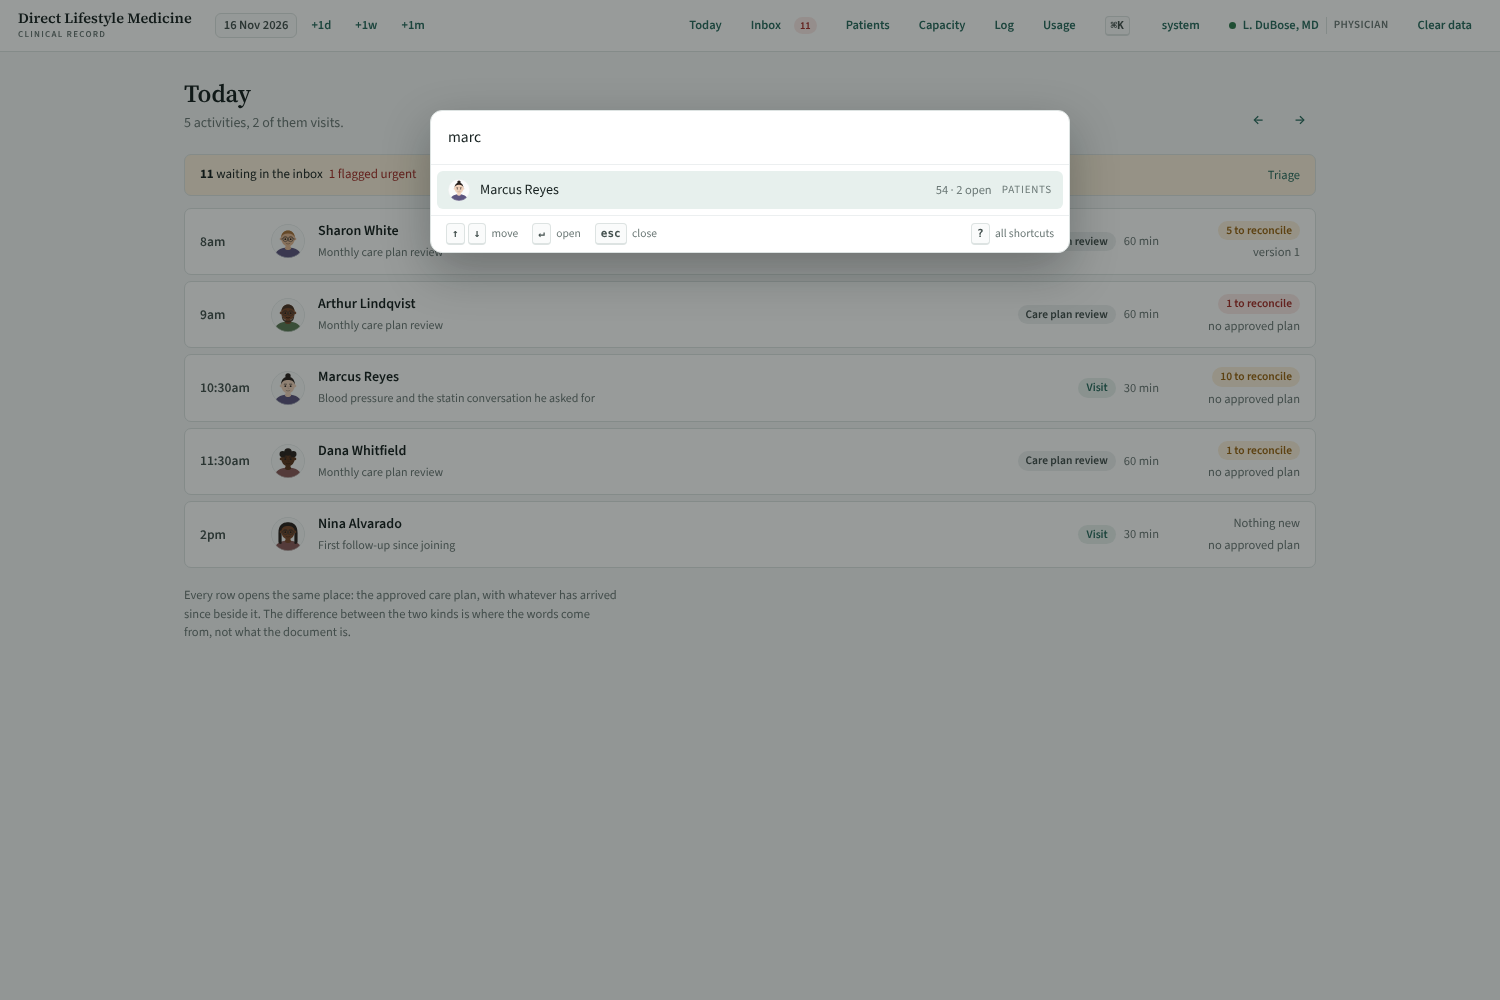 Direct Lifestyle Medicine
CLINICAL RECORD
16 Nov 2026 +1d +1w +1m
Today Inbox 11 Patients Capacity Log Usage ⌘K system L. DuBose, MD PHYSICIAN Clear data
Today
5 activities, 2 of them visits.
← →
marc
Marcus Reyes 54 · 2 open PATIENTS
↑ ↓ move ↵ open esc close ? all shortcuts
11 waiting in the inbox 1 flagged urgent Triage
8am Sharon White review 60 min 5 to reconcile
Monthly care plan review version 1
9am Arthur Lindqvist Care plan review 60 min 1 to reconcile
Monthly care plan review no approved plan
10:30am Marcus Reyes Visit 30 min 10 to reconcile
Blood pressure and the statin conversation he asked for no approved plan
11:30am Dana Whitfield Care plan review 60 min 1 to reconcile
Monthly care plan review no approved plan
2pm Nina Alvarado Visit 30 min Nothing new
First follow-up since joining no approved plan
Every row opens the same place: the approved care plan, with whatever has arrived
since beside it. The difference between the two kinds is where the words come
from, not what the document is.